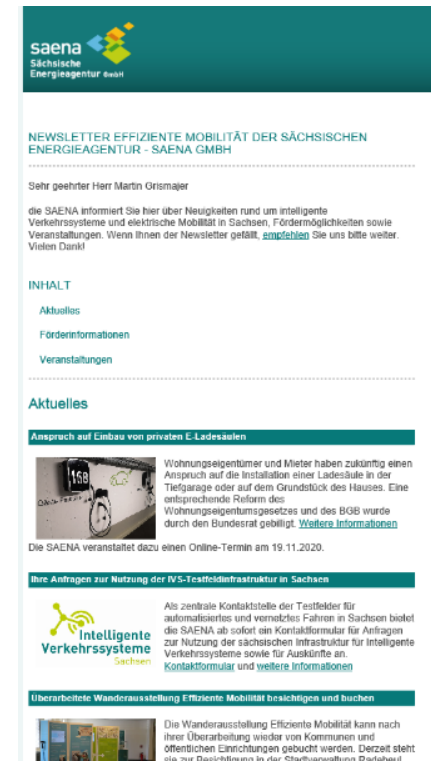 saena
Sächsische
Energieagentur GmbH
NEWSLETTER EFFIZIENTE MOBILITÄT DER SÄCHSISCHEN
ENERGIEAGENTUR - SAENA GMBH
Sehr geehrter Herr Martin Grismajer
die SAENA informiert Sie hier über Neuigkeiten rund um intelligente
Verkehrssysteme und elektrische Mobilität in Sachsen, Fördermöglichkeiten sowie
Veranstaltungen. Wenn Ihnen der Newsletter gefällt, empfehlen Sie uns bitte weiter.
Vielen Dank!
INHALT
Aktuelles
Förderinformationen
Veranstaltungen
Aktuelles
Anspruch auf Einbau von privaten E-Ladesäulen
168
Wohnungseigentümer und Mieter haben zukünftig einen
Anspruch auf die Installation einer Ladesäule in der
Tiefgarage oder auf dem Grundstück des Hauses. Eine
entsprechende Reform des
Wohnungseigentumsgesetzes und des BGB wurde
durch den Bundesrat gebilligt. Weitere Informationen
Die SAENA veranstaltet dazu einen Online-Termin am 19.11.2020.
Ihre Anfragen zur Nutzung der IVS-Testfeldinfrastruktur in Sachsen
Intelligente
Verkehrssysteme
Sachsen
Als zentrale Kontaktstelle der Testfelder für
automatisiertes und vernetztes Fahren in Sachsen bietet
die SAENA ab sofort ein Kontaktformular für Anfragen
zur Nutzung der sächsischen Infrastruktur für Intelligente
Verkehrssysteme sowie für Auskünfte an.
Kontaktformular und weitere Informationen
Überarbeitete Wanderausstellung Effiziente Mobilität besichtigen und buchen
Die Wanderausstellung Effiziente Mobilität kann nach
ihrer Überarbeitung wieder von Kommunen und
öffentlichen Einrichtungen gebucht werden. Derzeit steht
sie zur Besichtigung in der Stadtverwaltung Radebeul